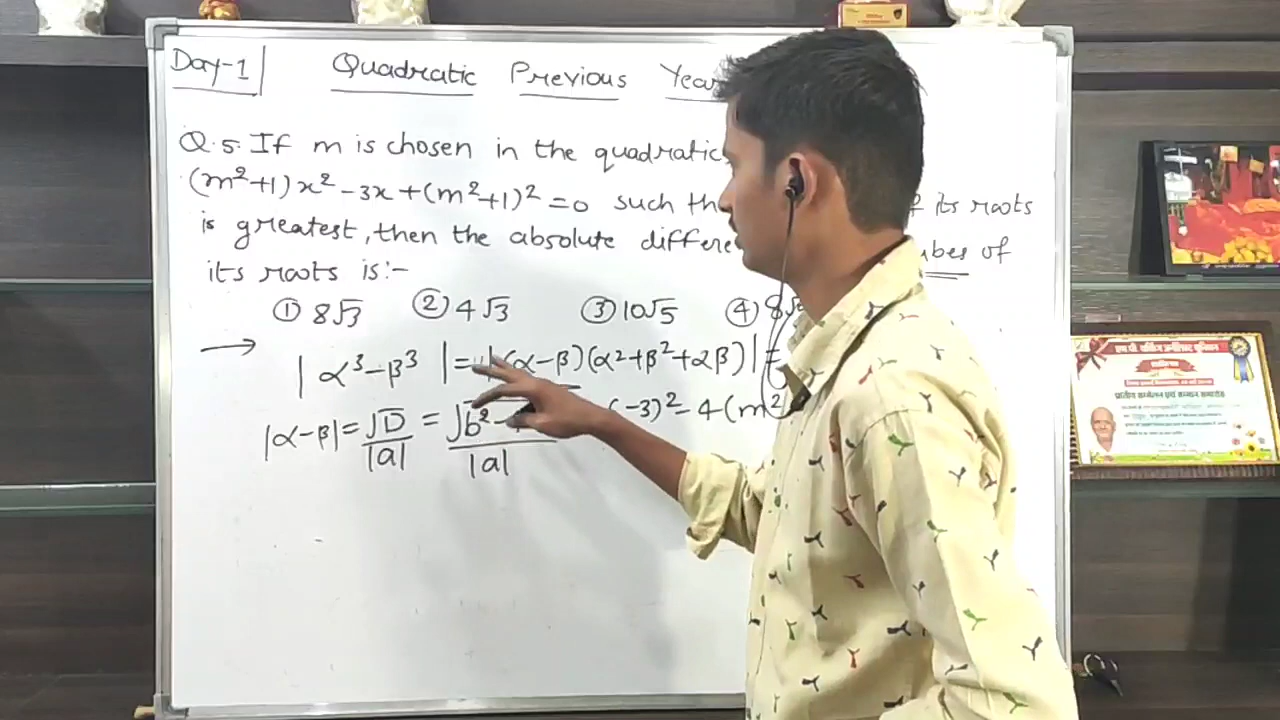 Day-1 Quadratic Previous Year
Q.5. If m is chosen in the quadratic
(m²+1)x² -3x +(m²+1)² =0 such its roots
is greatest, then the absolute of
its roots is:-
① 8√3 ② 4√3 ③ 10√5 ④
|α³-β³| = |(α-β)(α²+β²+αβ)| =
|α-β| = √D/|a| = √b²- /|a| (-3)² - 4(m²